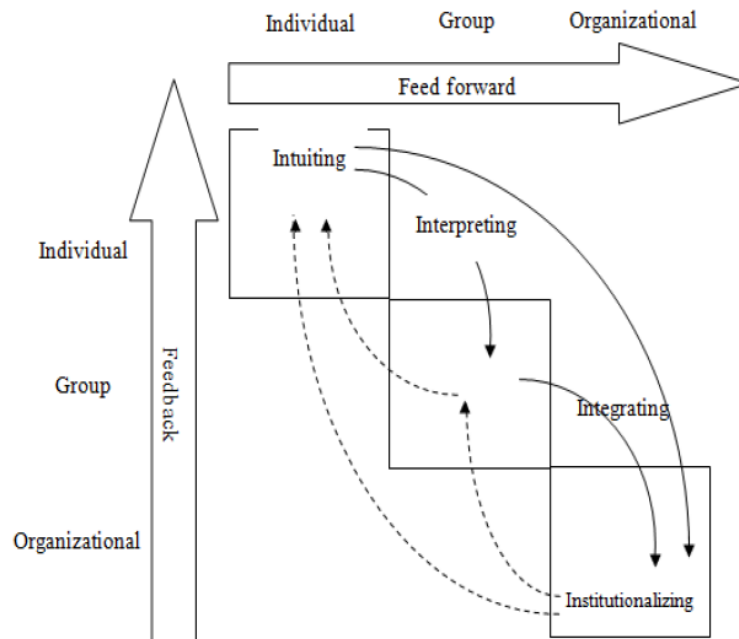 Individual Group Organizational
Feed forward
Intuiting
Interpreting
Individual
Feedback
Group
Integrating
Organizational
Institutionalizing